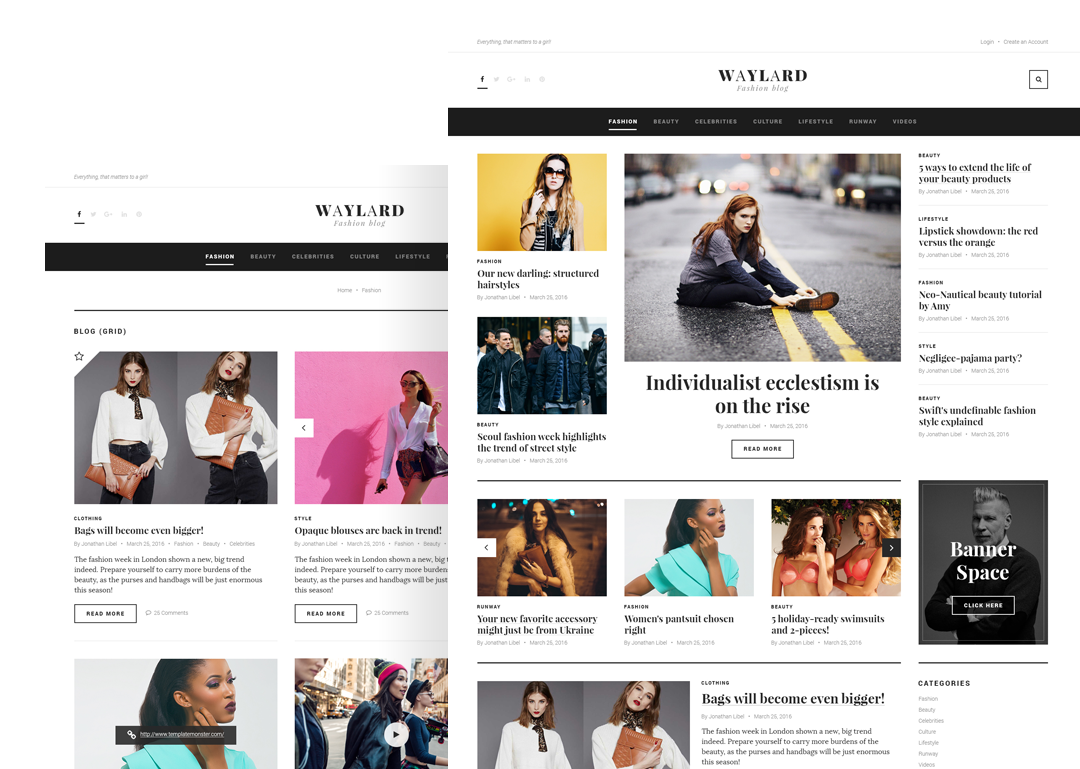 Everything, that matters to a girl!
Login • Create an Account
WAYLARD
Fashion blog
FASHION BEAUTY CELEBRITIES CULTURE LIFESTYLE RUNWAY VIDEOS
FASHION
Our new darling: structured
hairstyles
By Jonathan Libel • March 25, 2016
BEAUTY
Seoul fashion week highlights
the trend of street style
By Jonathan Libel • March 25, 2016
Individualist ecclestism is
on the rise
By Jonathan Libel • March 25, 2016
READ MORE
BEAUTY
5 ways to extend the life of
your beauty products
By Jonathan Libel • March 25, 2016
LIFESTYLE
Lipstick showdown: the red
versus the orange
By Jonathan Libel • March 25, 2016
FASHION
Neo-Nautical beauty tutorial
by Amy
By Jonathan Libel • March 25, 2016
STYLE
Negligee-pajama party?
By Jonathan Libel • March 25, 2016
BEAUTY
Swift's undefinable fashion
style explained
By Jonathan Libel • March 25, 2016
RUNWAY
Your new favorite accessory
might just be from Ukraine
By Jonathan Libel • March 25, 2016
FASHION
Women's pantsuit chosen
right
By Jonathan Libel • March 25, 2016
BEAUTY
5 holiday-ready swimsuits
and 2-pieces!
By Jonathan Libel • March 25, 2016
Banner
Space
CLICK HERE
CLOTHING
Bags will become even bigger!
By Jonathan Libel • March 25, 2016
The fashion week in London shown a new, big trend
indeed. Prepare yourself to carry more burdens of the
beauty, as the purses and handbags will be just enormous
this season!
CATEGORIES
Fashion
Beauty
Celebrities
Culture
Lifestyle
Runway
Videos
Everything, that matters to a girl!
WAYLARD
Fashion blog
FASHION BEAUTY CELEBRITIES CULTURE LIFESTYLE
Home • Fashion
BLOG (GRID)
CLOTHING
Bags will become even bigger!
By Jonathan Libel • March 25, 2016 • Fashion • Beauty • Celebrities
The fashion week in London shown a new, big trend
indeed. Prepare yourself to carry more burdens of the
beauty, as the purses and handbags will be just enormous
this season!
READ MORE
25 Comments
STYLE
Opaque blouses are back in trend!
By Jonathan Libel • March 25, 2016 • Fashion • Beauty •
The fashion week in London shown a new, big
indeed. Prepare yourself to carry more burdens
beauty, as the purses and handbags will be just
this season!
READ MORE
25 Comments
http://www.templatemonster.com/